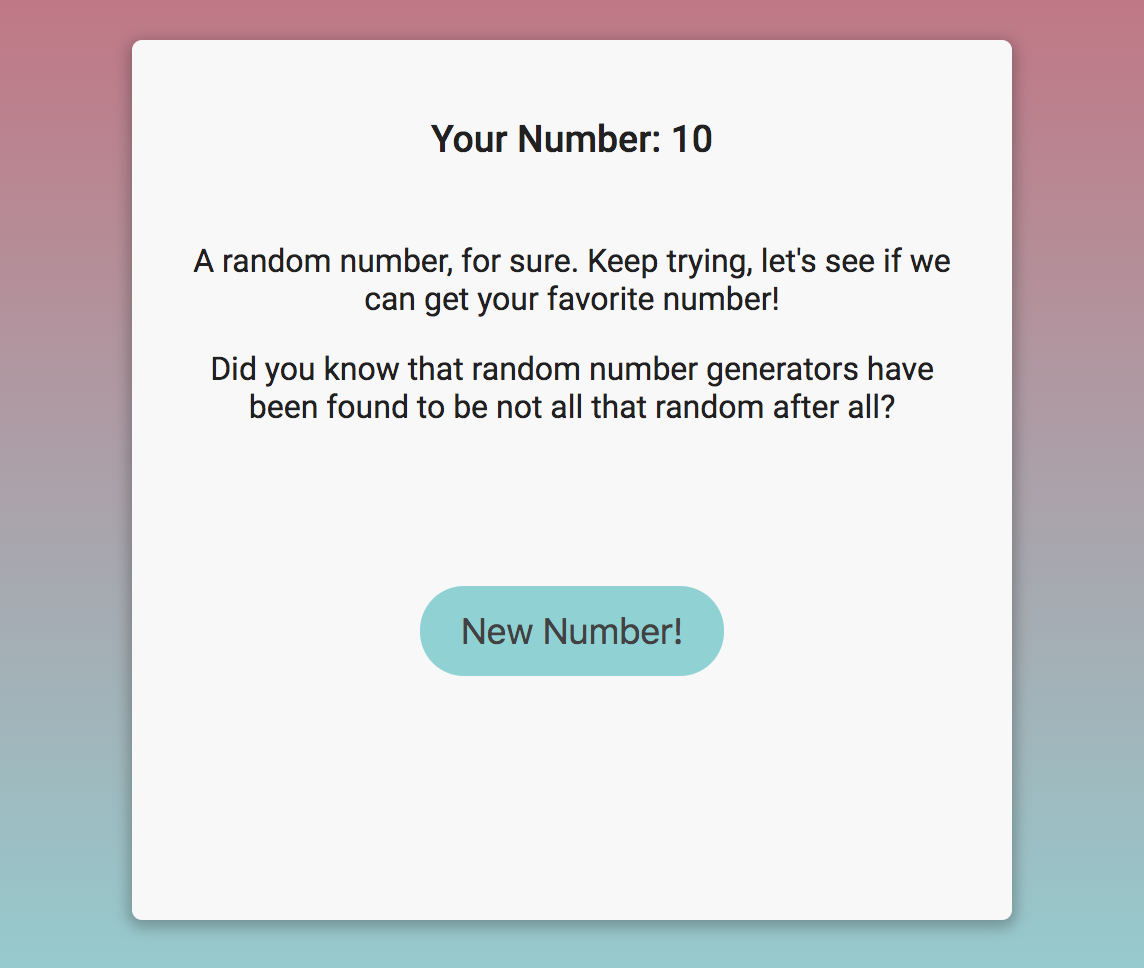 Your Number: 10
A random number, for sure. Keep trying, let's see if we
can get your favorite number!
Did you know that random number generators have
been found to be not all that random after all?
New Number!